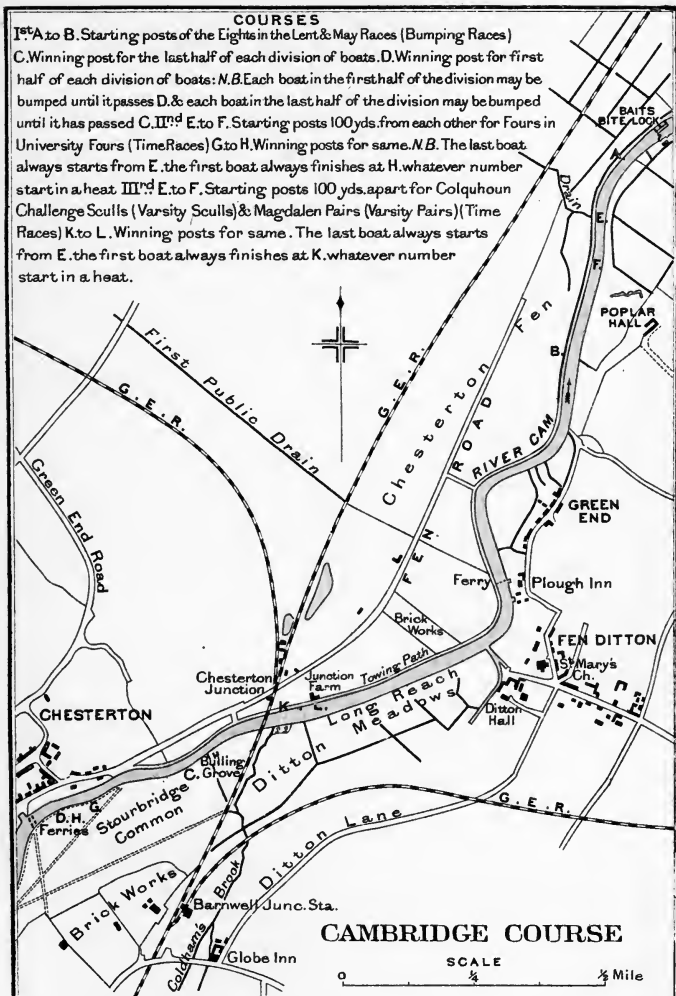 COURSES
Ist A to B. Starting posts of the Eights in the Lent & May Races (Bumping Races)
C. Winning post for the last half of each division of boats. D. Winning post for first
half of each division of boats: N.B. Each boat in the first half of the division may be
bumped until it passes D. & each boat in the last half of the division may be bumped
until it has passed C. IInd E. to F. Starting posts 100 yds. from each other for Fours in
University Fours (Time Races) G to H. Winning posts for same. N.B. The last boat
always starts from E. the first boat always finishes at H. whatever number
start in a heat IIIrd E. to F. Starting posts 100 yds. apart for Colquhoun
Challenge Sculls (Varsity Sculls) & Magdalen Pairs (Varsity Pairs) (Time
Races) K. to L. Winning posts for same. The last boat always starts
from E. the first boat always finishes at K. whatever number
start in a heat.
BAITS
BITE LOCK
A.
Drain
E.
F.
POPLAR
HALL
B.
First Public Drain
G.E.R.
G.E.R.
Chesterton Fen
FEN ROAD
RIVER CAM
Green End Road
GREEN
END
L
Ferry
Plough Inn
Brick
Works
FEN DITTON
St. Mary's
Ch.
Towing Path
Chesterton
Junction
Junction
Farm
K
Long Reach
Ditton Meadows
Ditton
Hall
CHESTERTON
Bulling
C. Grove
G.
D.H.
Ferries
Stourbridge
Common
G.E.R.
Ditton Lane
Brick Works
Barnwell Junc. Sta.
Coldham's Brook
Globe Inn
CAMBRIDGE COURSE
SCALE
0 ¼ ½ Mile